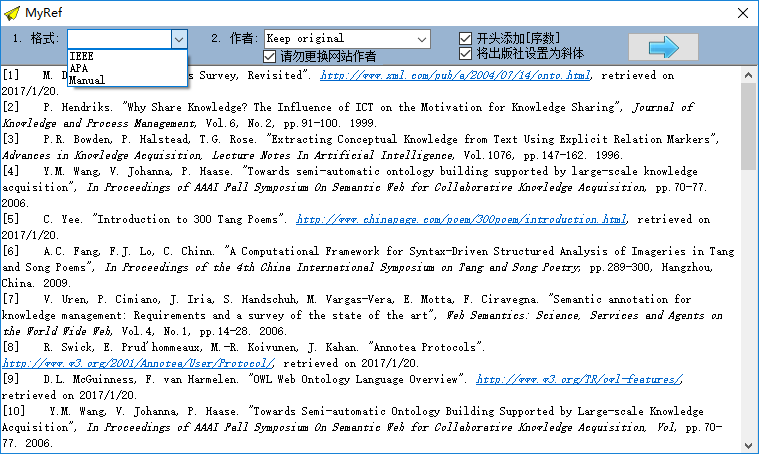 MyRef
1. 格式: 2. 作者: Keep original 开头添加[序数]
请勿更换网站作者 将出版社设置为斜体
IEEE
APA
Manual
[1] M. D s Survey, Revisited". http://www.xml.com/pub/a/2004/07/14/onto.html, retrieved on
2017/1/20.
[2] P. Hendriks. "Why Share Knowledge? The Influence of ICT on the Motivation for Knowledge Sharing", Journal of
Knowledge and Process Management, Vol.6, No.2, pp.91-100. 1999.
[3] P.R. Bowden, P. Halstead, T.G. Rose. "Extracting Conceptual Knowledge from Text Using Explicit Relation Markers",
Advances in Knowledge Acquisition, Lecture Notes In Artificial Intelligence, Vol.1076, pp.147-162. 1996.
[4] Y.M. Wang, V. Johanna, P. Haase. "Towards semi-automatic ontology building supported by large-scale knowledge
acquisition", In Proceedings of AAAI Fall Symposium On Semantic Web for Collaborative Knowledge Acquisition, pp.70-77.
2006.
[5] C. Yee. "Introduction to 300 Tang Poems". http://www.chinapage.com/poem/300poem/introduction.html, retrieved on
2017/1/20.
[6] A.C. Fang, F.J. Lo, C. Chinn. "A Computational Framework for Syntax-Driven Structured Analysis of Imageries in Tang
and Song Poems", In Proceedings of the 4th China International Symposium on Tang and Song Poetry, pp.289-300, Hangzhou,
China. 2009.
[7] V. Uren, P. Cimiano, J. Iria, S. Handschuh, M. Vargas-Vera, E. Motta, F. Ciravegna. "Semantic annotation for
knowledge management: Requirements and a survey of the state of the art", Web Semantics: Science, Services and Agents on
the World Wide Web, Vol.4, No.1, pp.14-28. 2006.
[8] R. Swick, E. Prud'hommeaux, M.-R. Koivunen, J. Kahan. "Annotea Protocols".
http://www.w3.org/2001/Annotea/User/Protocol/, retrieved on 2017/1/20.
[9] D.L. McGuinness, F. van Harmelen. "OWL Web Ontology Language Overview". http://www.w3.org/TR/owl-features/,
retrieved on 2017/1/20.
[10] Y.M. Wang, V. Johanna, P. Haase. "Towards Semi-automatic Ontology Building Supported by Large-scale Knowledge
Acquisition", In Proceedings of AAAI Fall Symposium On Semantic Web for Collaborative Knowledge Acquisition, Vol, pp.70-
77. 2006.